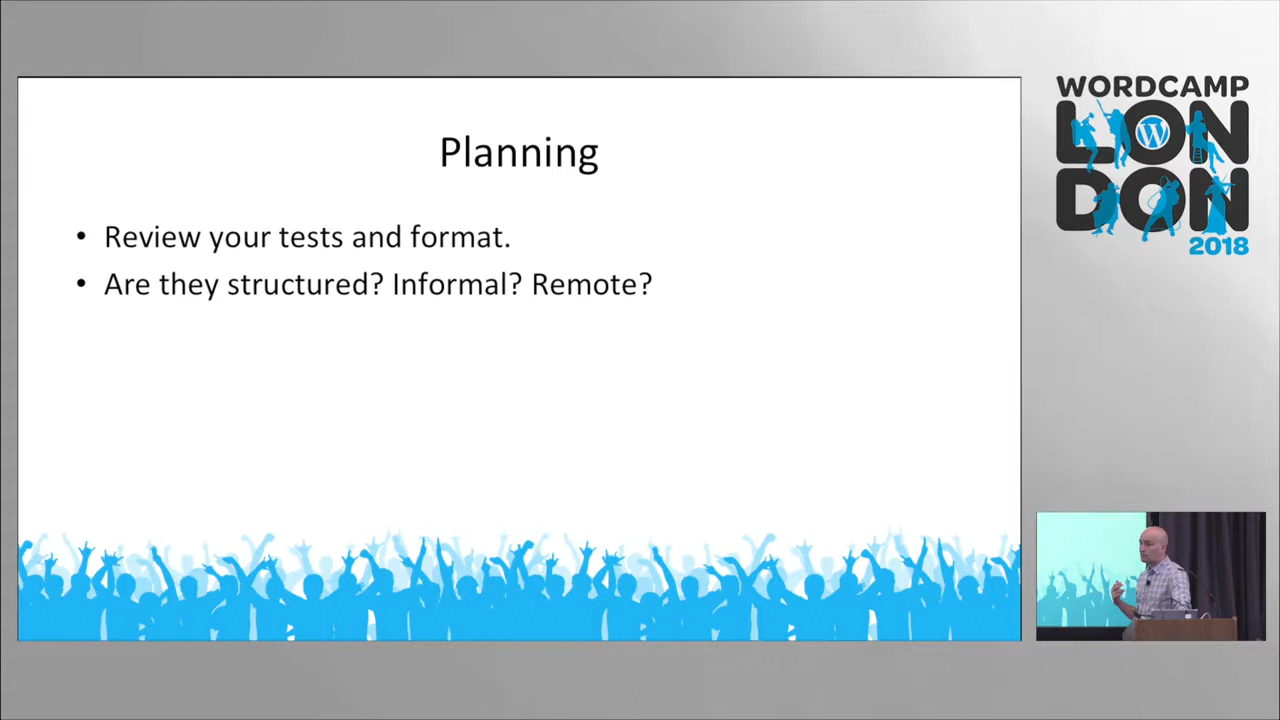 Planning
• Review your tests and format.
• Are they structured? Informal? Remote?
WORDCAMP
LON
DON
2018